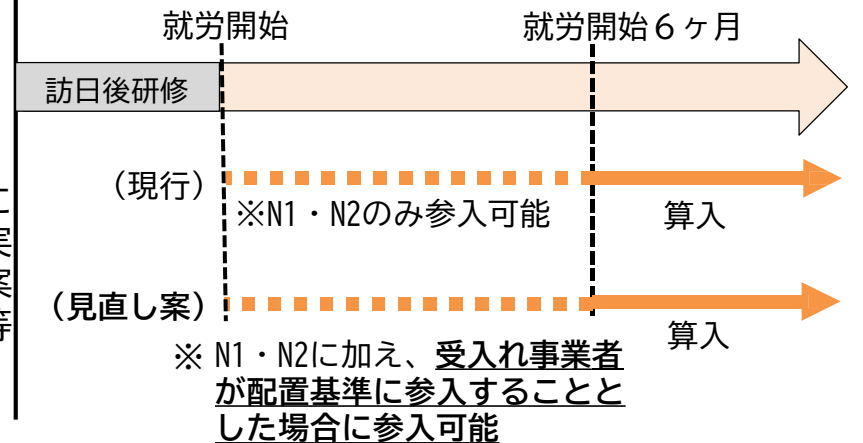 就労開始
就労開始６ヶ月
訪日後研修
（現行）
※N1・N2のみ参入可能
算入
（見直し案）
算入
※ N1・N2に加え、受入れ事業者
が配置基準に参入することと
した場合に参入可能
実
案
等